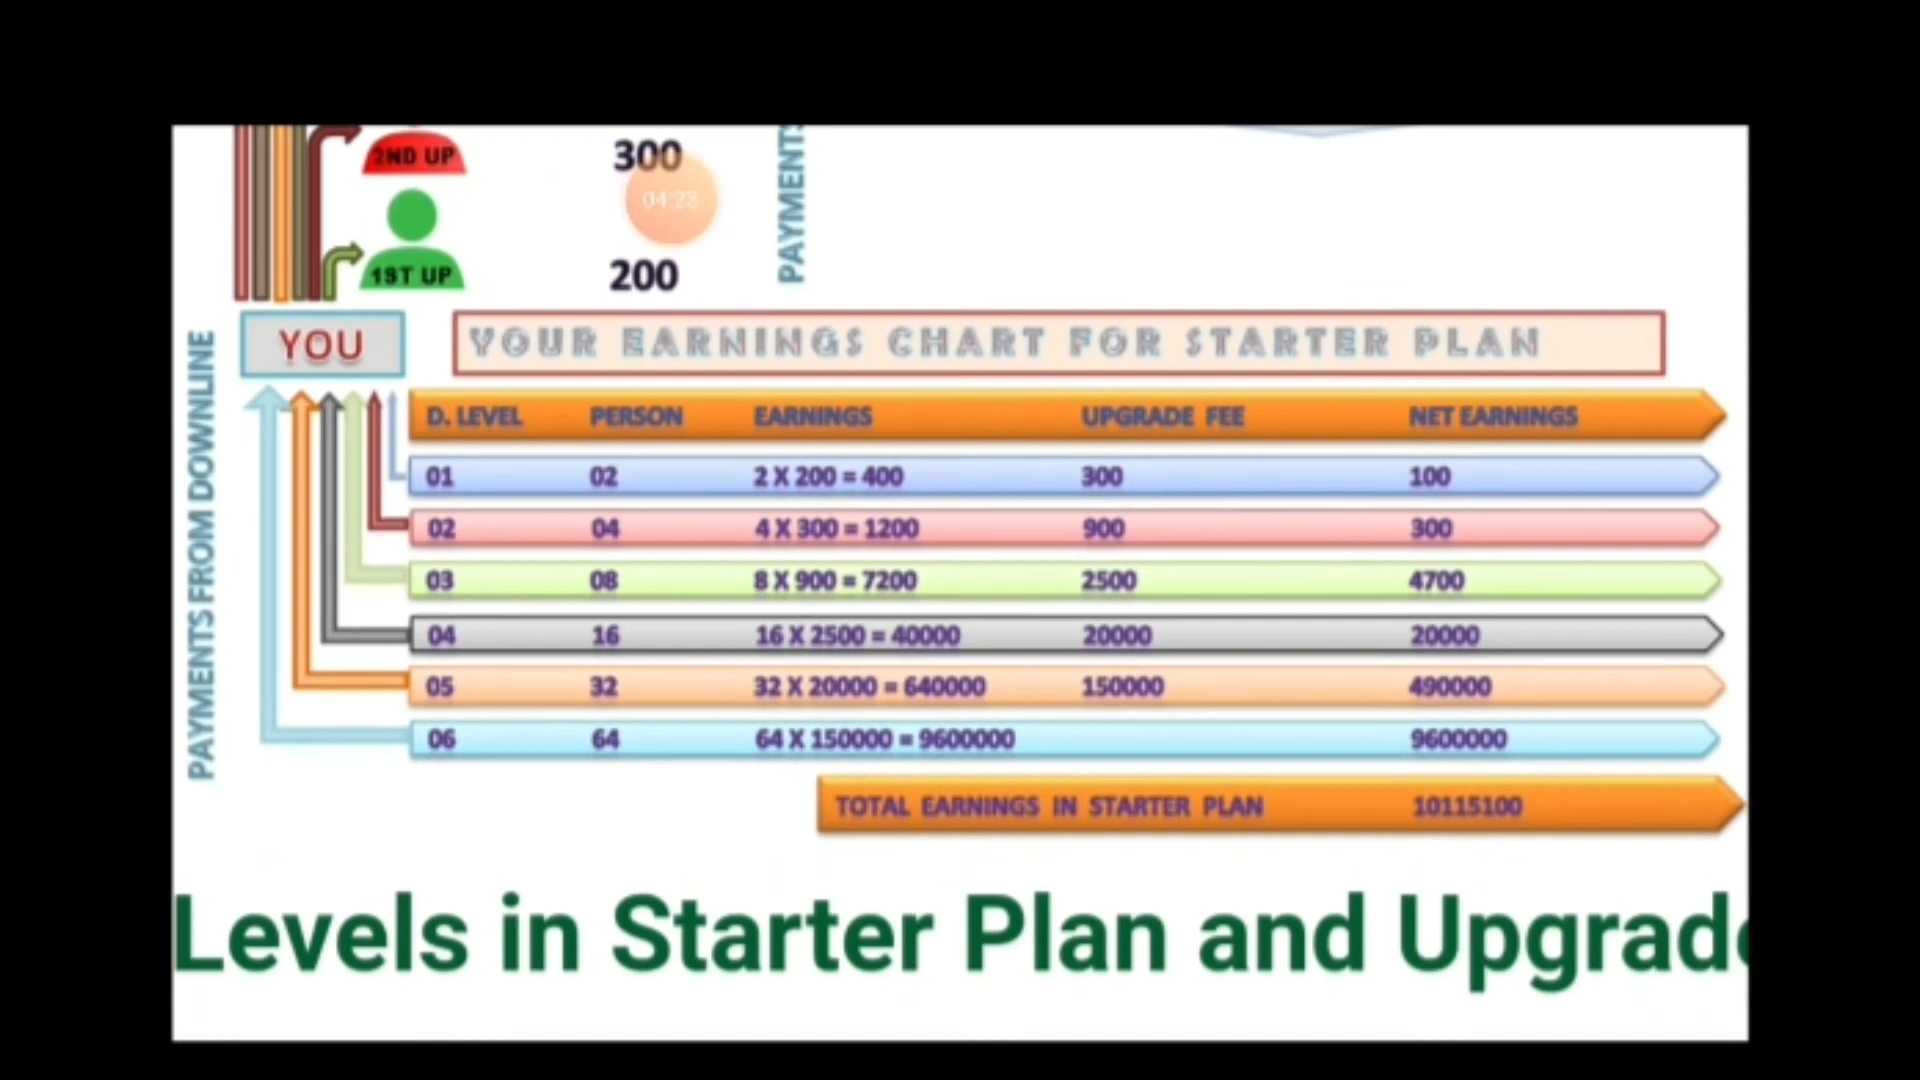 2ND UP
300
04:23
1ST UP
200
PAYMENTS
YOU
YOUR EARNINGS CHART FOR STARTER PLAN
PAYMENTS FROM DOWNLINE
D. LEVEL PERSON EARNINGS UPGRADE FEE NET EARNINGS
01 02 2 X 200 = 400 300 100
02 04 4 X 300 = 1200 900 300
03 08 8 X 900 = 7200 2500 4700
04 16 16 X 2500 = 40000 20000 20000
05 32 32 X 20000 = 640000 150000 490000
06 64 64 X 150000 = 9600000 9600000
TOTAL EARNINGS IN STARTER PLAN 10115100
Levels in Starter Plan and Upgrade